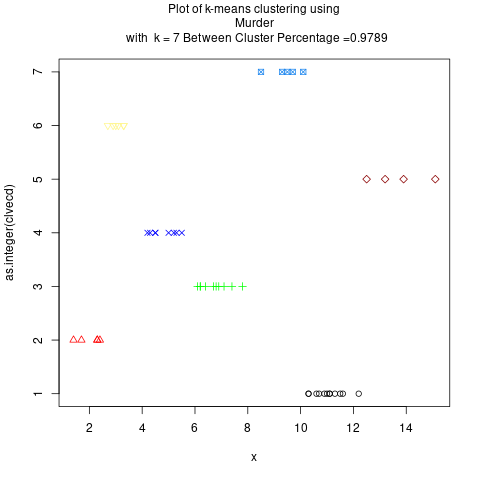 Plot of k-means clustering using
Murder
with k = 7 Between Cluster Percentage =0.9789
7
6
5
4
3
2
1
as.integer(clvecd)
2 4 6 8 10 12 14
x